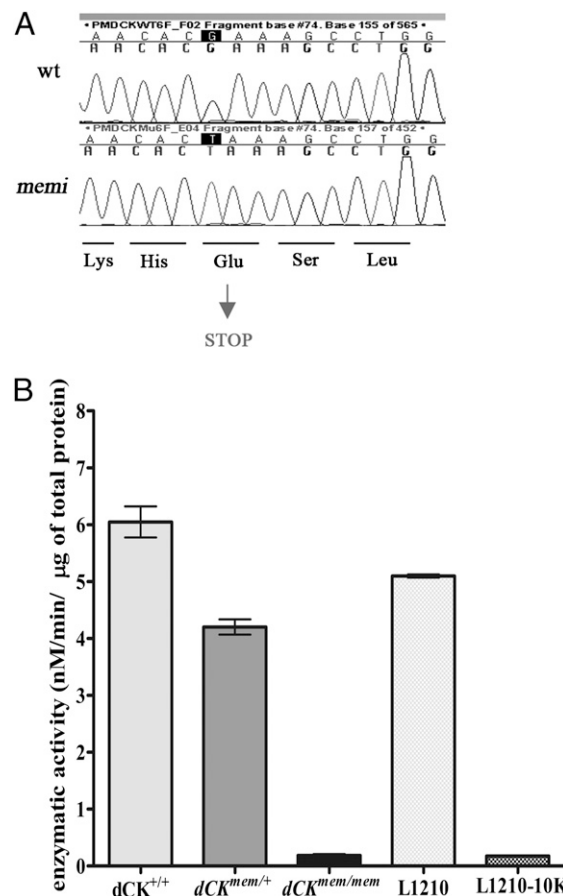 A
• PMDCKWT6F_F02 Fragment base #74. Base 155 of 565 •
A A C A C G A A A G C C T G G
A A C A C G A A A G C C T G G
wt
• PMDCKMu6F_E04 Fragment base #74. Base 157 of 452 •
A A C A C T A A A G C C T G G
A A C A C T A A A G C C T G G
memi
Lys His Glu Ser Leu
STOP
B
enzymatic activity (nM/min/ µg of total protein)
8
7
6
5
4
3
2
1
0
dCK+/+ dCKmem/+ dCKmem/mem L1210 L1210-10K